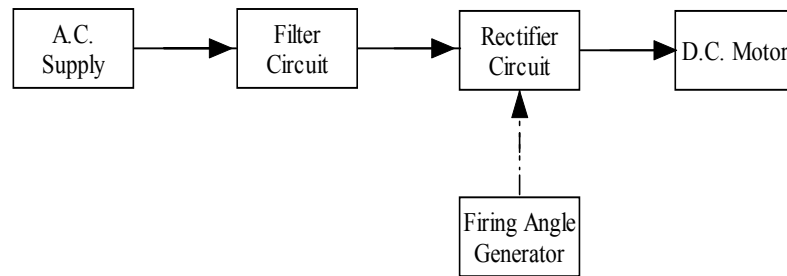 A.C.
Supply
Filter
Circuit
Rectifier
Circuit
D.C. Motor
Firing Angle
Generator